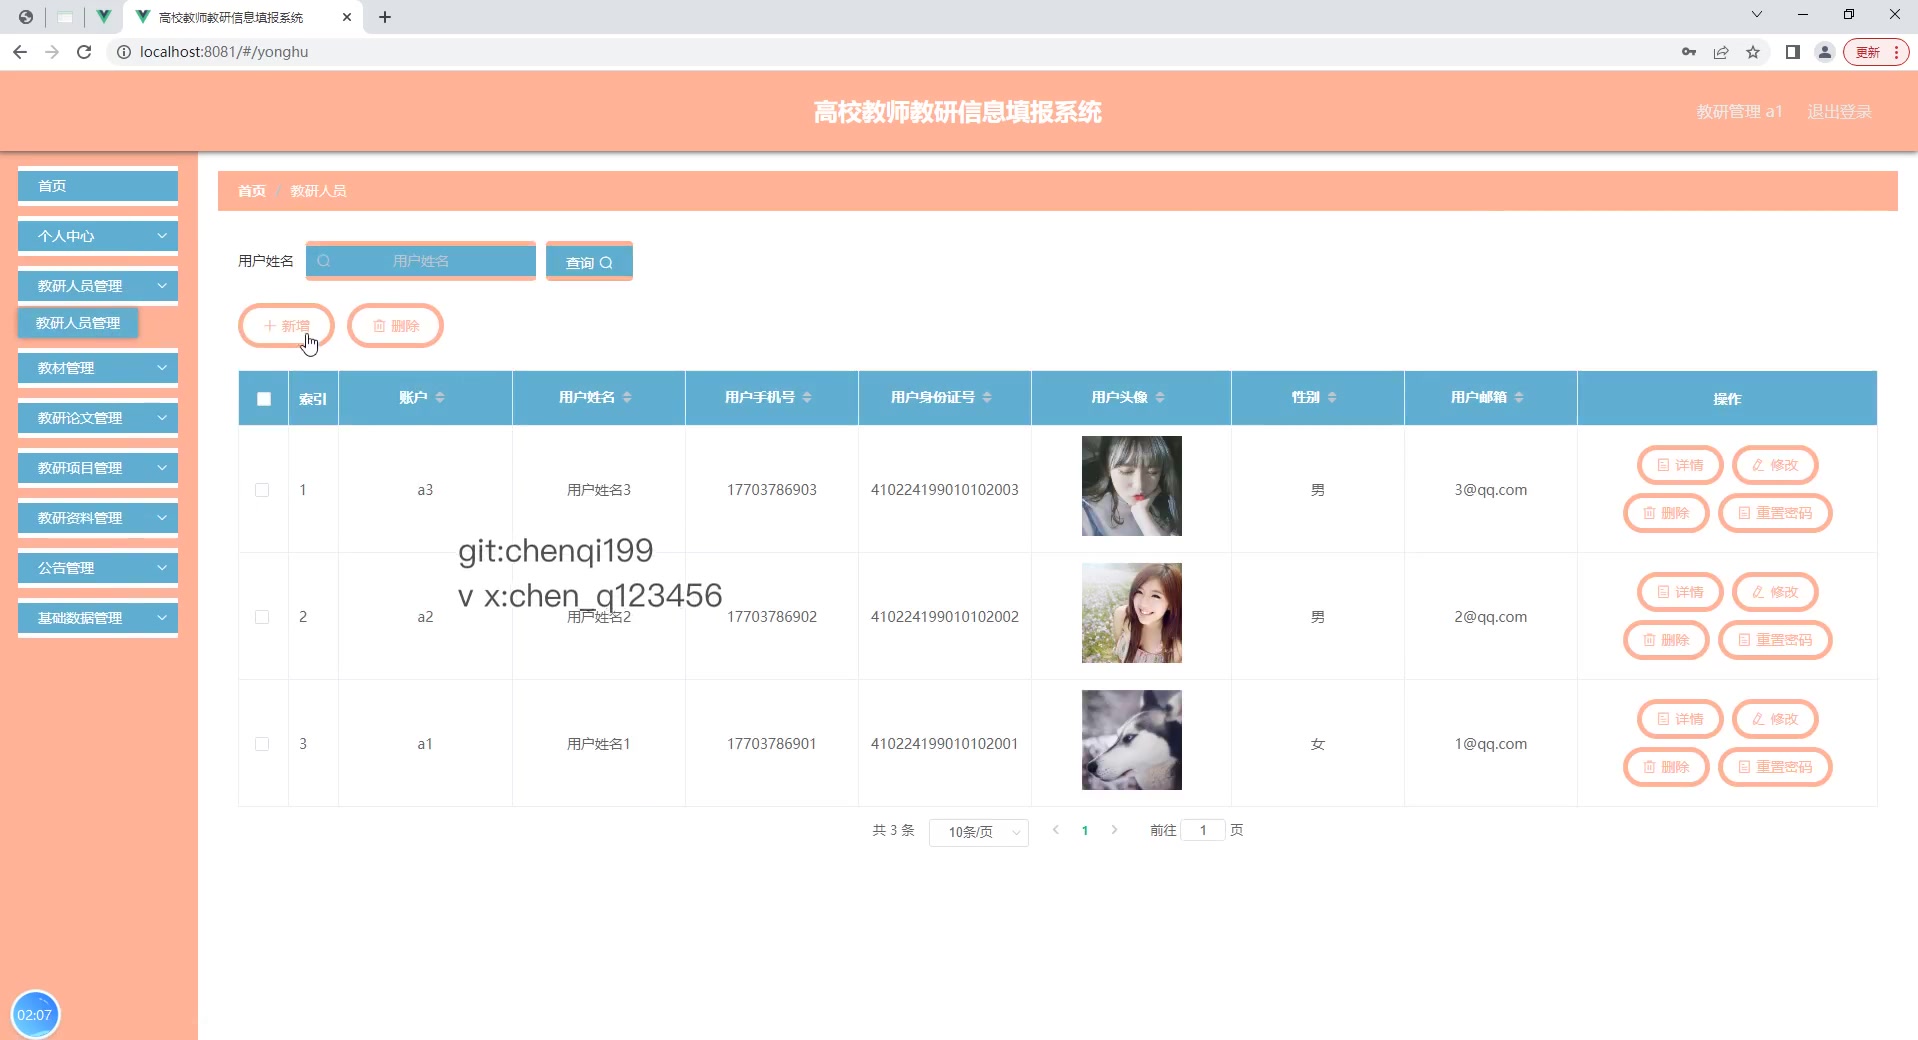 高校教师教研信息填报系统
localhost:8081/#/yonghu
更新
高校教师教研信息填报系统
教研管理 a1
退出登录
首页
个人中心
教研人员管理
教研人员管理
教材管理
教研论文管理
教研项目管理
教研资料管理
公告管理
基础数据管理
首页 / 教研人员
用户姓名 用户姓名 查询
新增 删除
索引 账户 用户姓名 用户手机号 用户身份证号 用户头像 性别 用户邮箱 操作
1 a3 用户姓名3 17703786903 410224199010102003 男 3@qq.com
详情 修改
删除 重置密码
git:chenqi199
v x:chen_q123456
2 a2 用户姓名2 17703786902 410224199010102002 男 2@qq.com
详情 修改
删除 重置密码
3 a1 用户姓名1 17703786901 410224199010102001 女 1@qq.com
详情 修改
删除 重置密码
共 3 条 10条/页 1 前往 1 页
02:07